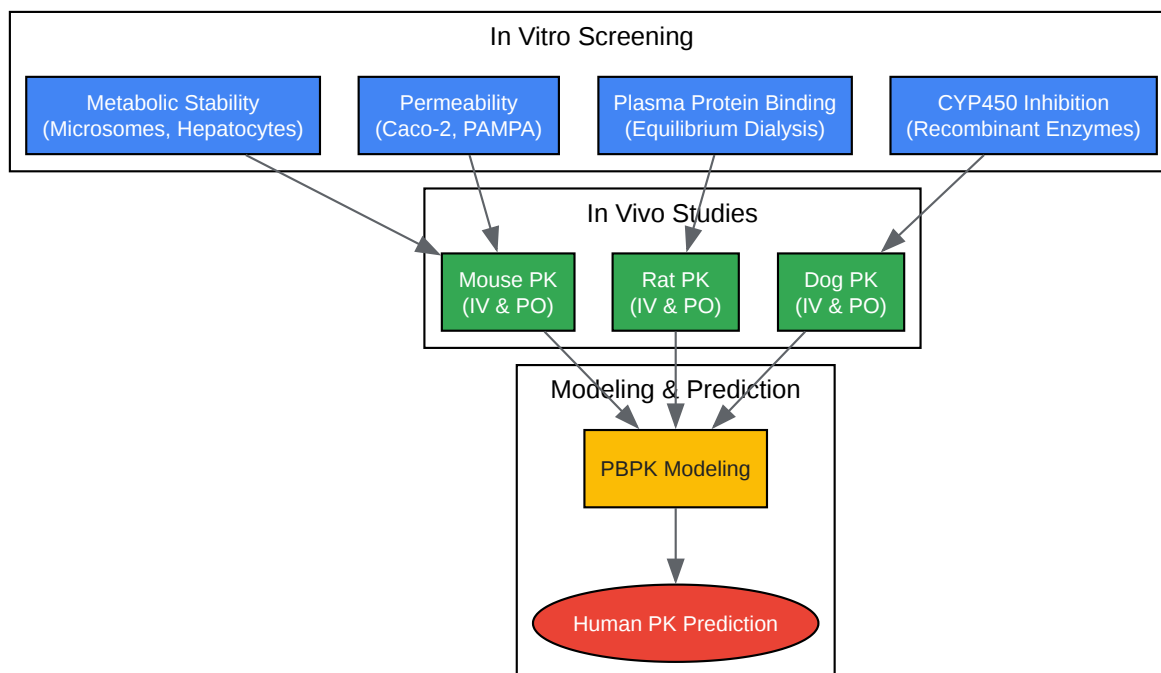 In Vitro Screening
Metabolic Stability
(Microsomes, Hepatocytes)
Permeability
(Caco-2, PAMPA)
Plasma Protein Binding
(Equilibrium Dialysis)
CYP450 Inhibition
(Recombinant Enzymes)
In Vivo Studies
Mouse PK
(IV & PO)
Rat PK
(IV & PO)
Dog PK
(IV & PO)
Modeling & Prediction
PBPK Modeling
Human PK Prediction